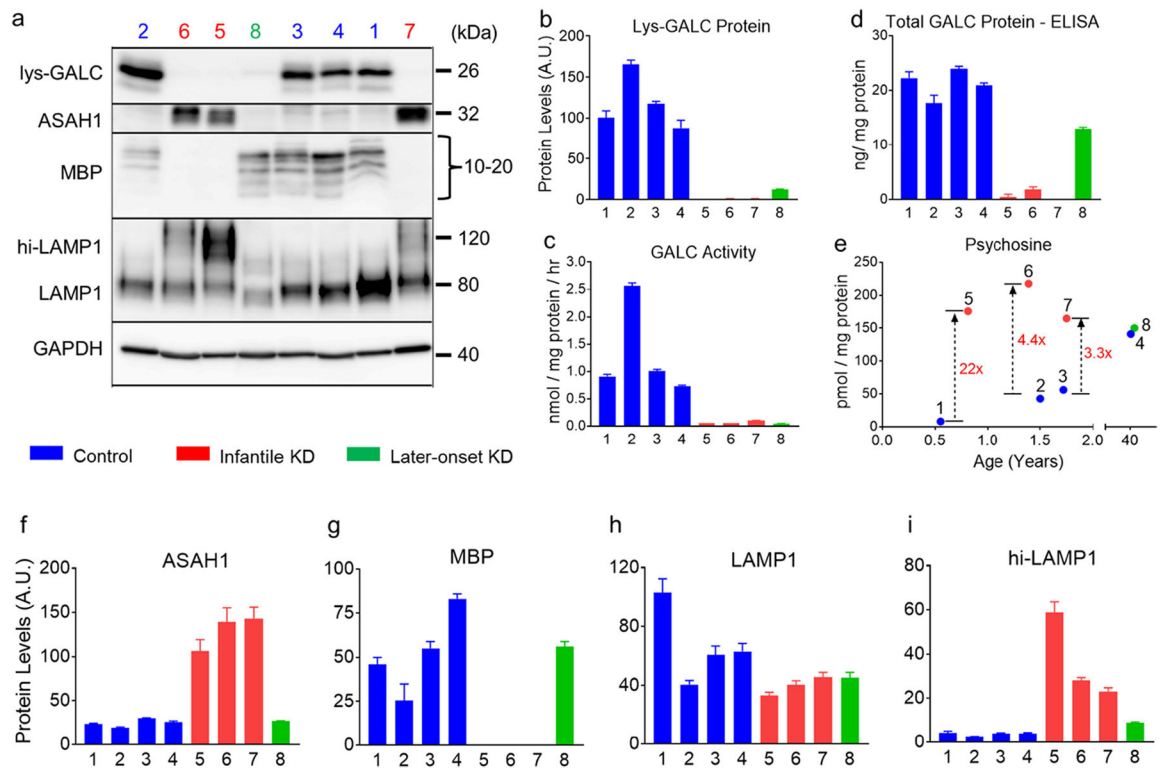 a
2 6 5 8 3 4 1 7 (kDa)
lys-GALC 26
ASAH1 32
MBP 10-20
hi-LAMP1 120
LAMP1 80
GAPDH 40
b
Lys-GALC Protein
Protein Levels (A.U.)
200
150
100
50
0
1 2 3 4 5 6 7 8
d
Total GALC Protein - ELISA
ng/ mg protein
30
20
10
0
1 2 3 4 5 6 7 8
c
GALC Activity
nmol / mg protein / hr
3.0
2.5
2.0
1.5
1.0
0.5
0.0
1 2 3 4 5 6 7 8
e
Psychosine
pmol / mg protein
250
200
150
100
50
0
5 6 7 8
4
22x 4.4x 3.3x
1 2 3
0.0 0.5 1.0 1.5 2.0 40
Age (Years)
Control Infantile KD Later-onset KD
f
ASAH1
Protein Levels (A.U.)
200
150
100
50
0
1 2 3 4 5 6 7 8
g
MBP
100
75
50
25
0
1 2 3 4 5 6 7 8
h
LAMP1
120
80
40
0
1 2 3 4 5 6 7 8
i
hi-LAMP1
80
60
40
20
0
1 2 3 4 5 6 7 8